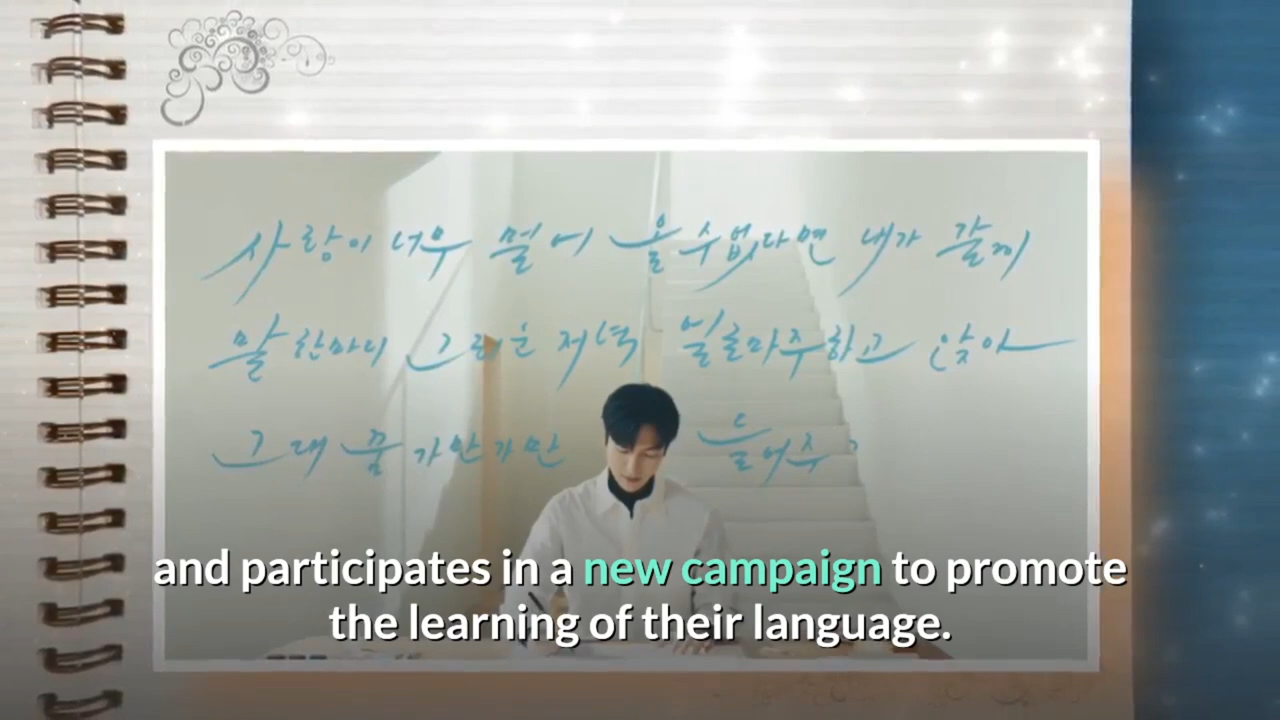 사랑이 너무 멀어 올 수 없다면 내가 갈께
말 한마디 그리운 저녁 얼굴 마주하고 앉아
그대 꿈 가만가만 들어주
and participates in a new campaign to promote
the learning of their language.